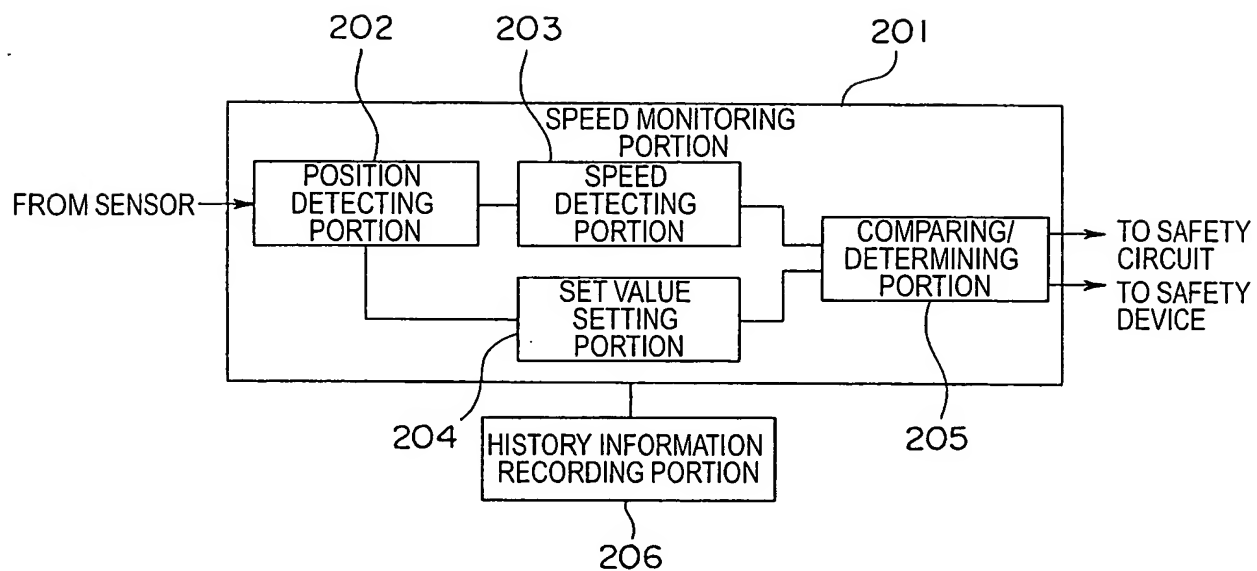 202
203
201
SPEED MONITORING
PORTION
POSITION
DETECTING
PORTION
SPEED
DETECTING
PORTION
FROM SENSOR
COMPARING/
DETERMINING
PORTION
TO SAFETY
CIRCUIT
TO SAFETY
DEVICE
SET VALUE
SETTING
PORTION
204
205
HISTORY INFORMATION
RECORDING PORTION
206